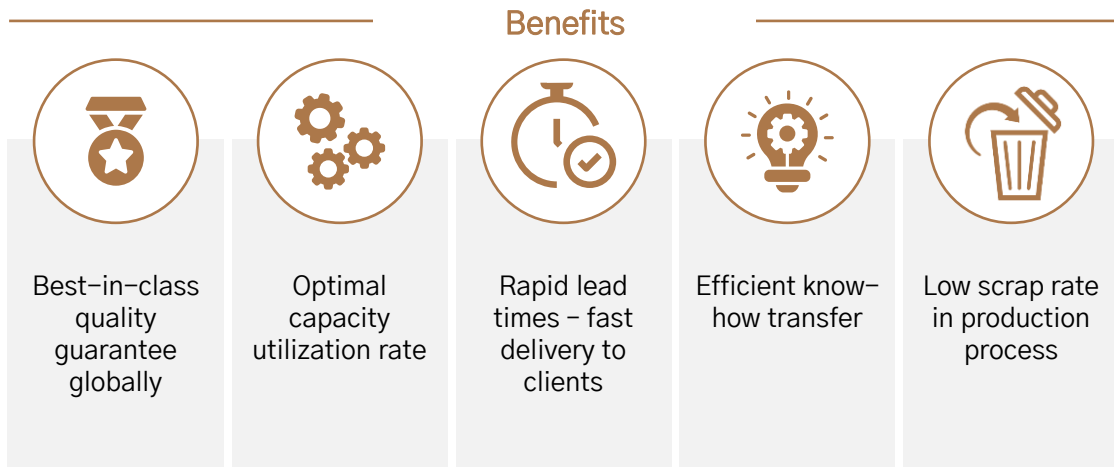 Benefits
Best-in-class
quality
guarantee
globally
Optimal
capacity
utilization rate
Rapid lead
times – fast
delivery to
clients
Efficient know-
how transfer
Low scrap rate
in production
process